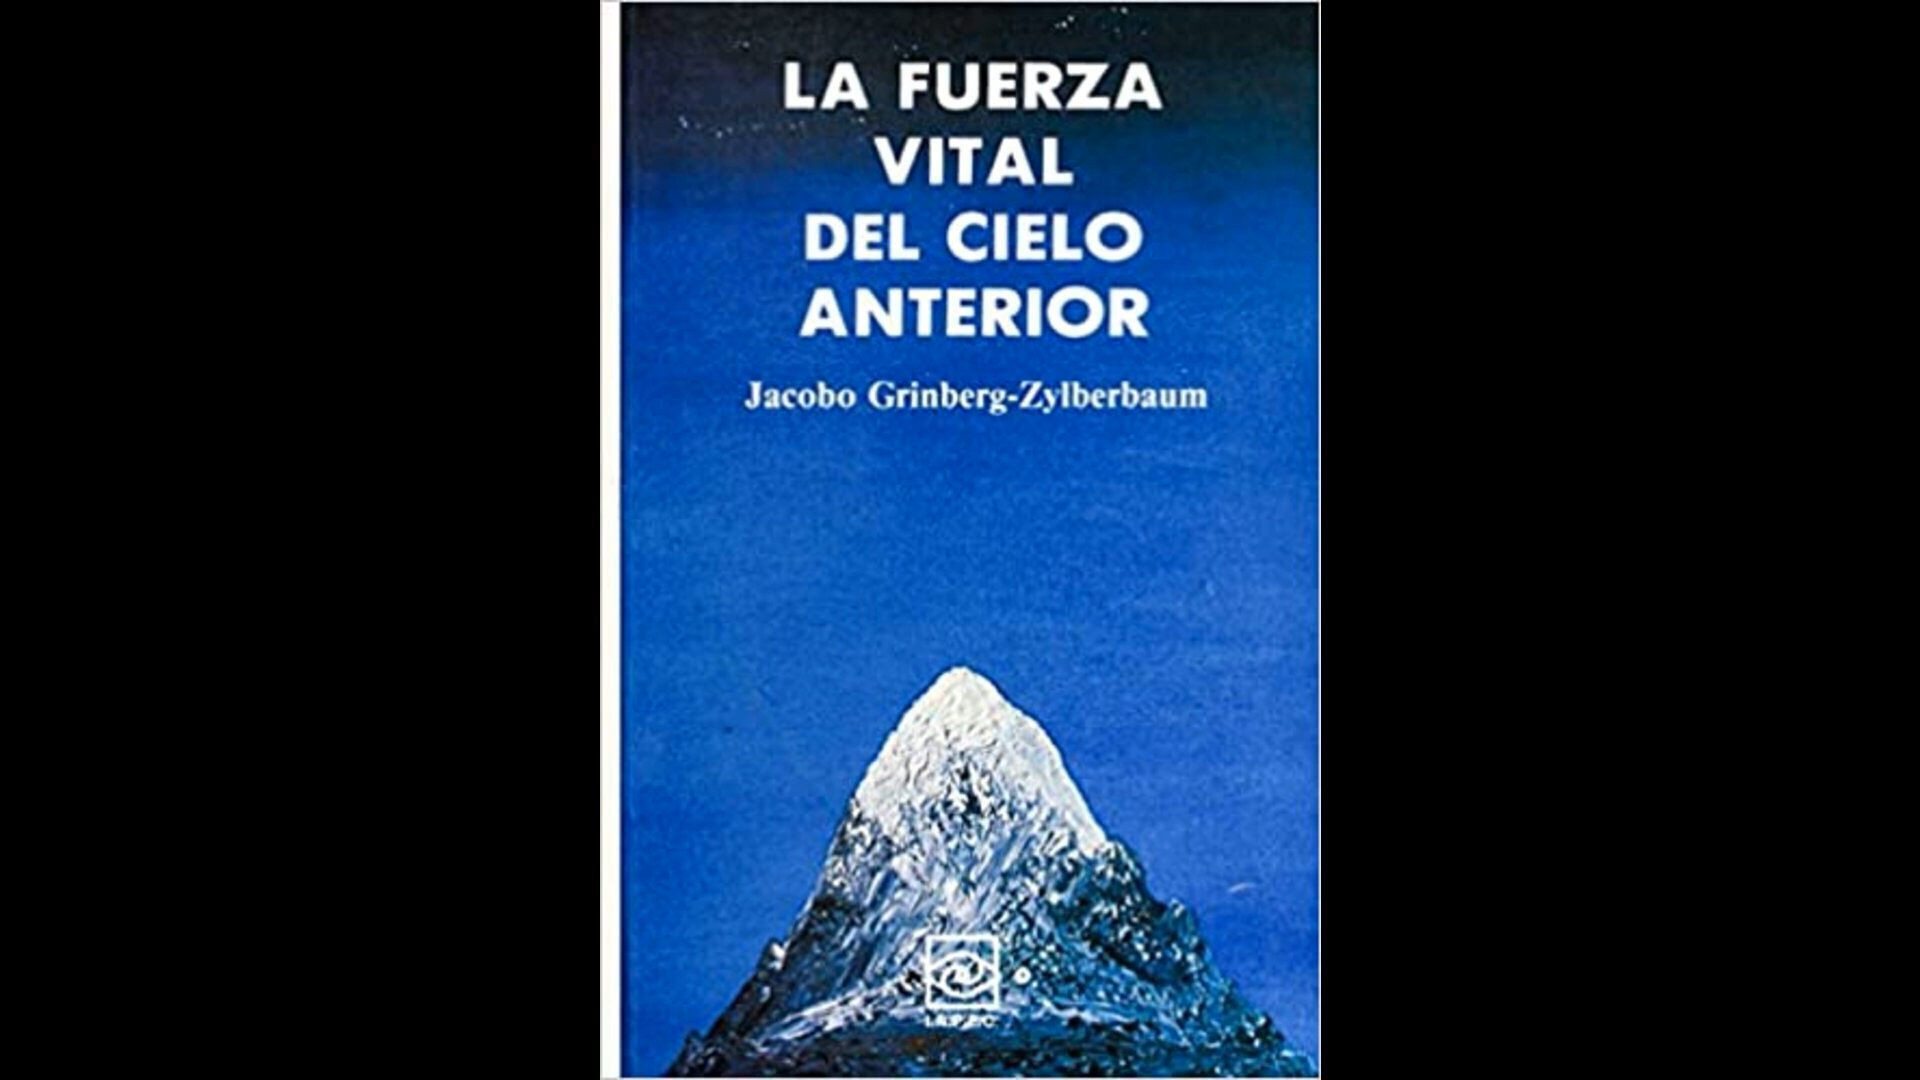 LA FUERZA
VITAL
DEL CIELO
ANTERIOR
Jacobo Grinberg-Zylberbaum